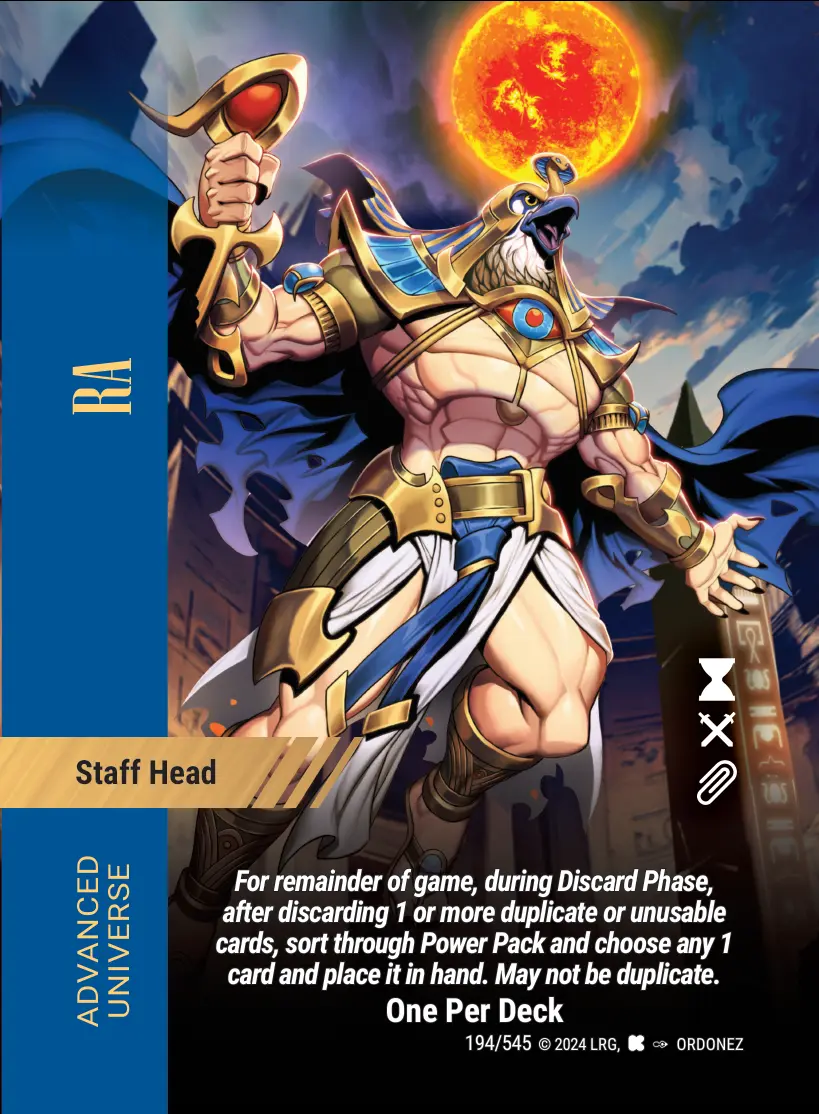 RA
Staff Head
ADVANCED
UNIVERSE
For remainder of game, during Discard Phase,
after discarding 1 or more duplicate or unusable
cards, sort through Power Pack and choose any 1
card and place it in hand. May not be duplicate.
One Per Deck
194/545 © 2024 LRG, ORDONEZ